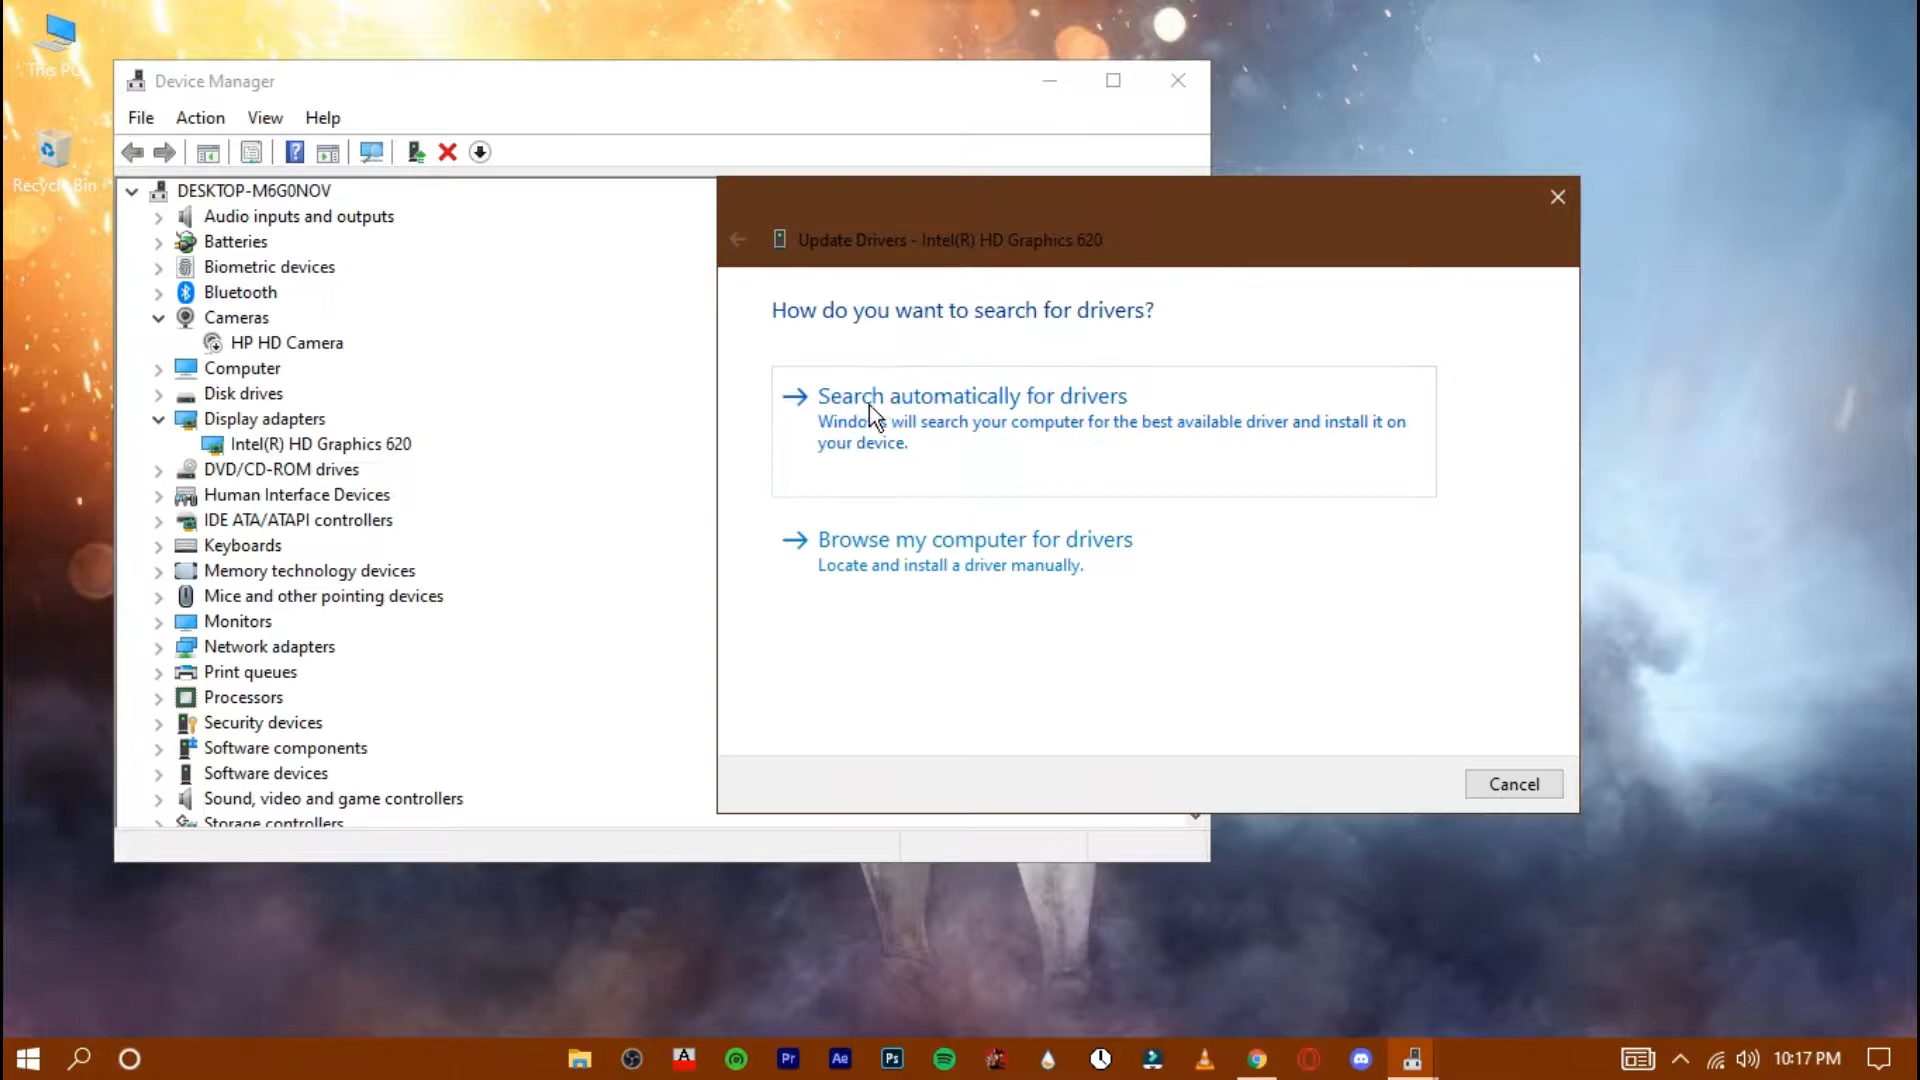 This PC
Recycle Bin
Device Manager
File Action View Help
DESKTOP-M6G0NOV
Audio inputs and outputs
Batteries
Biometric devices
Bluetooth
Cameras
HP HD Camera
Computer
Disk drives
Display adapters
Intel(R) HD Graphics 620
DVD/CD-ROM drives
Human Interface Devices
IDE ATA/ATAPI controllers
Keyboards
Memory technology devices
Mice and other pointing devices
Monitors
Network adapters
Print queues
Processors
Security devices
Software components
Software devices
Sound, video and game controllers
Storage controllers
Update Drivers - Intel(R) HD Graphics 620
How do you want to search for drivers?
Search automatically for drivers
Windows will search your computer for the best available driver and install it on
your device.
Browse my computer for drivers
Locate and install a driver manually.
Cancel
A
Pr
Ae
Ps
10:17 PM